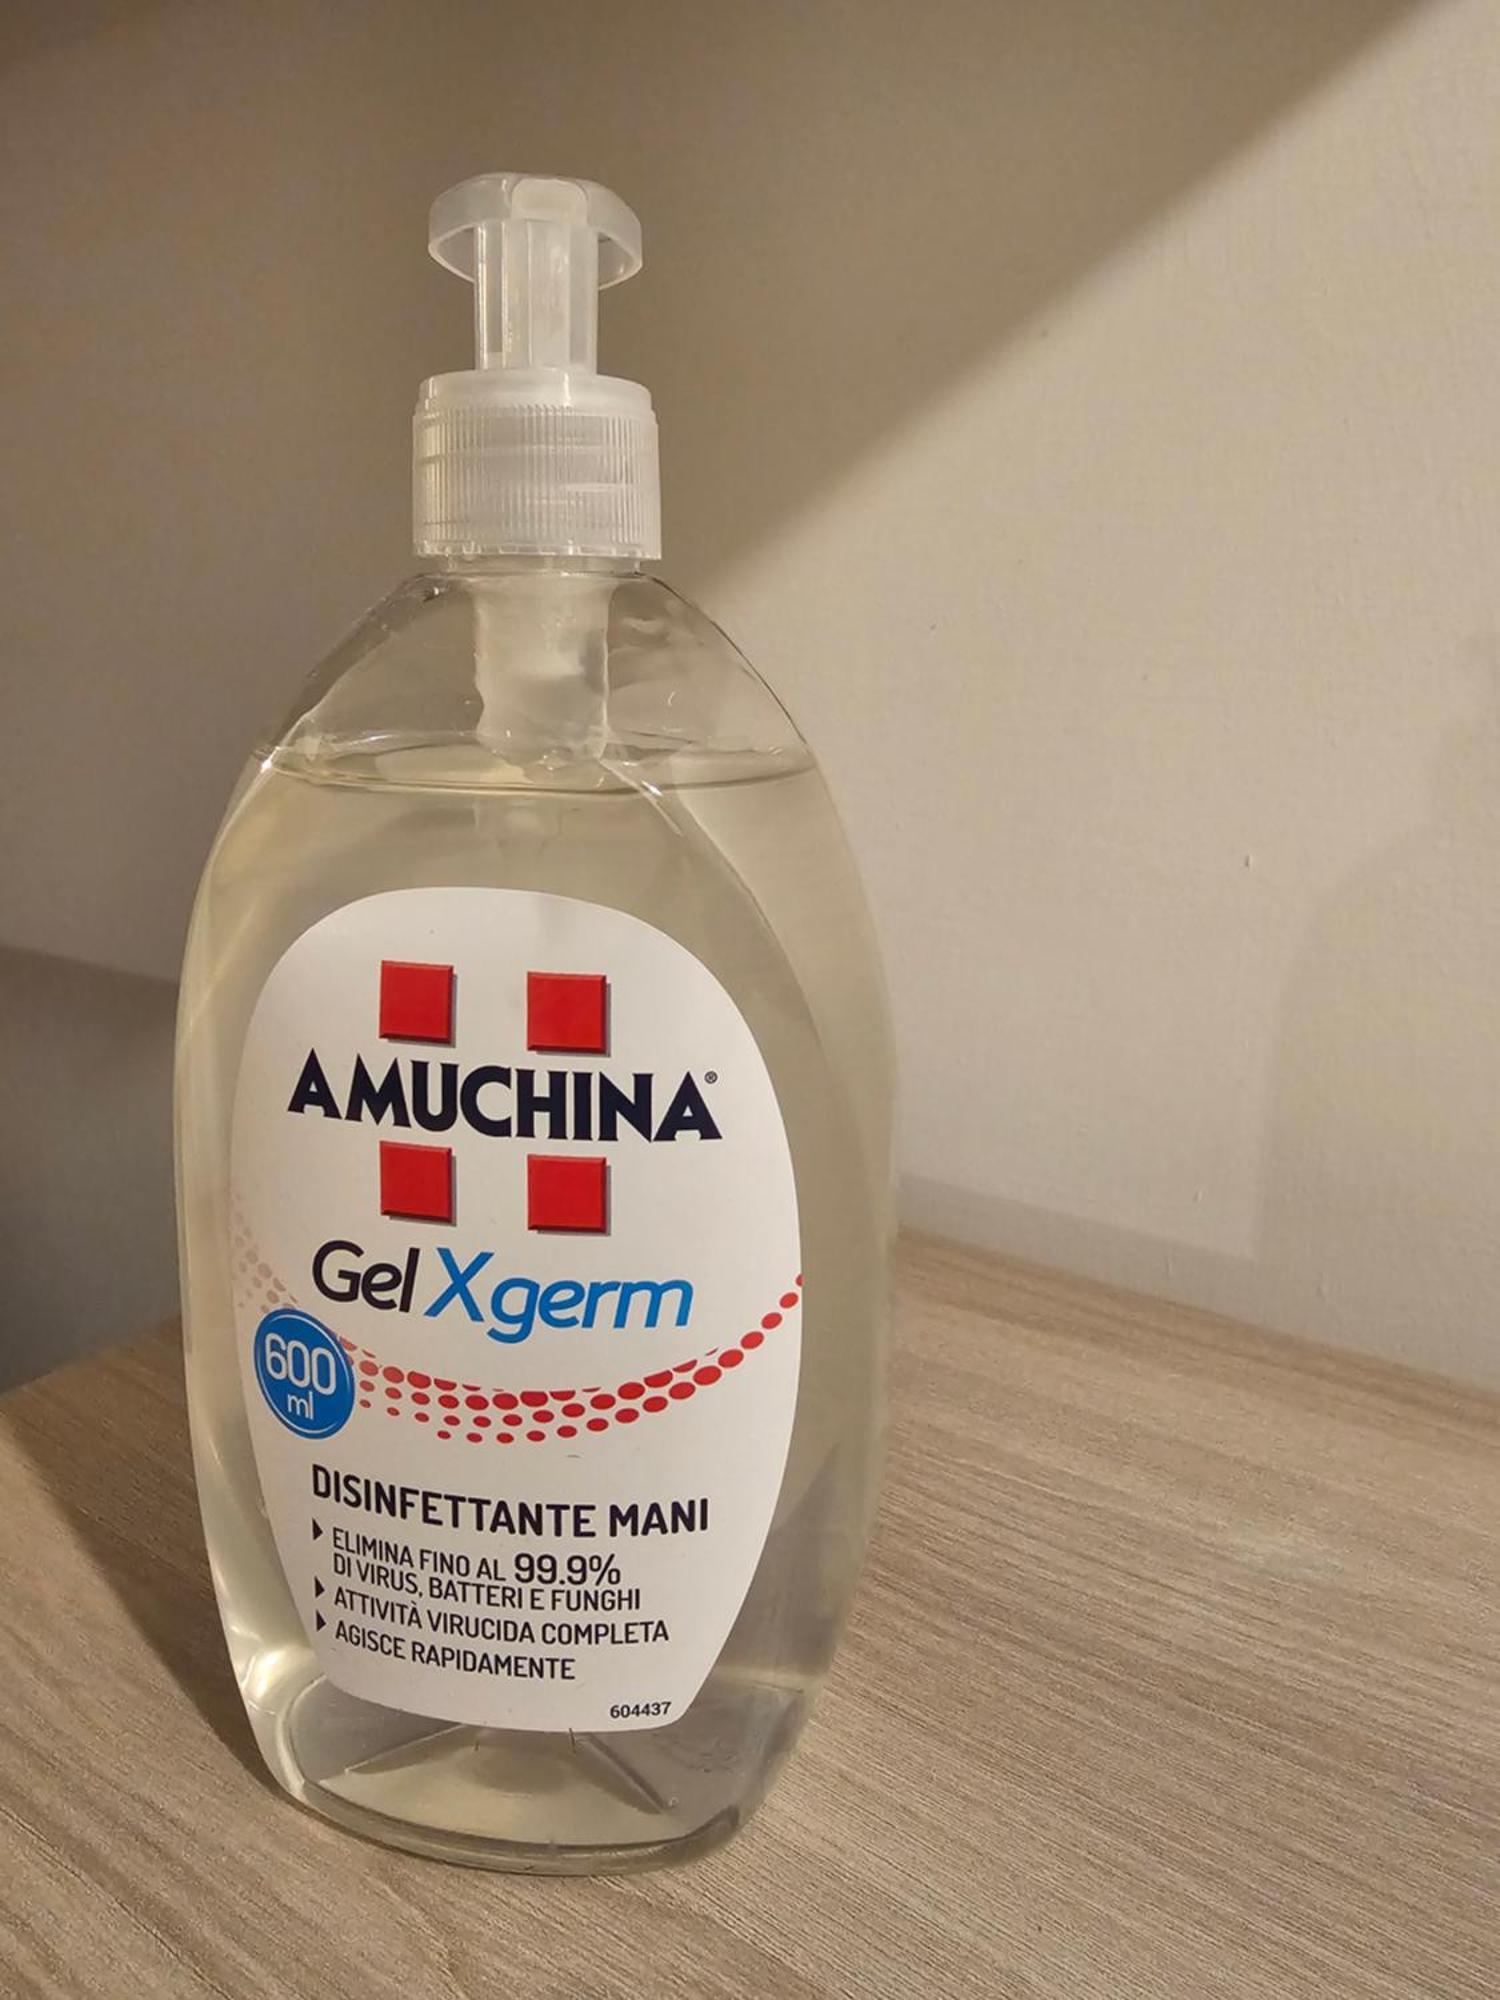 AMUCHINA®
Gel Xgerm
600
ml
DISINFETTANTE MANI
ELIMINA FINO AL 99.9%
DI VIRUS, BATTERI E FUNGHI
ATTIVITÀ VIRUCIDA COMPLETA
AGISCE RAPIDAMENTE
604437